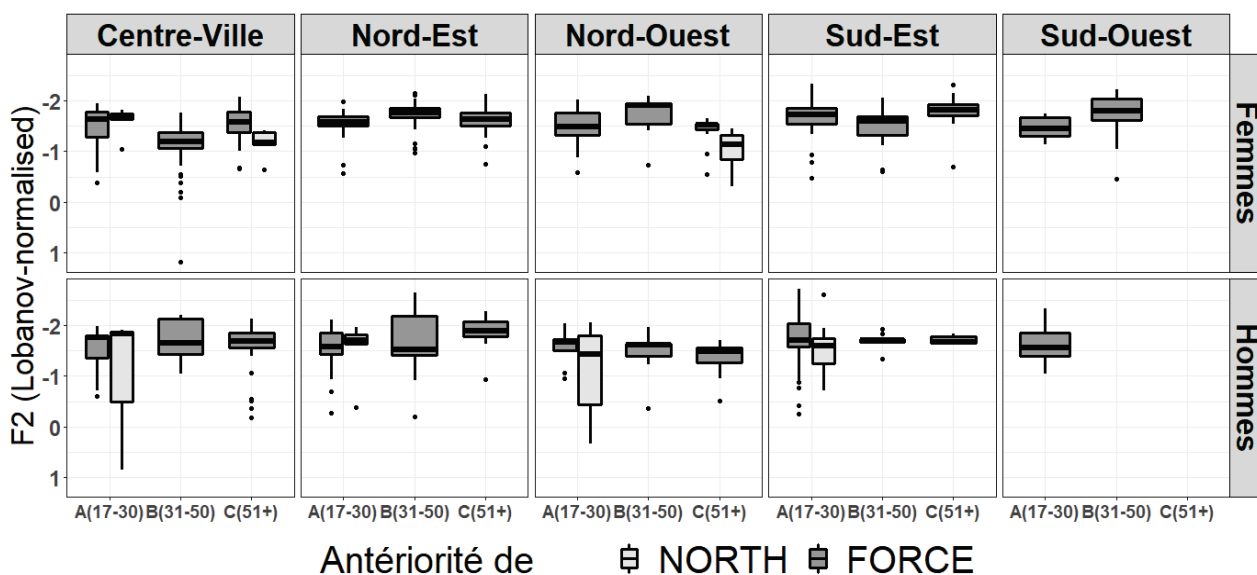 Centre-Ville Nord-Est Nord-Ouest Sud-Est Sud-Ouest
F2 (Lobanov-normalised)
-2
-1
0
1
Femmes
-2
-1
0
1
Hommes
A(17-30) B(31-50) C(51+) A(17-30) B(31-50) C(51+) A(17-30) B(31-50) C(51+) A(17-30) B(31-50) C(51+) A(17-30) B(31-50) C(51+)
Antériorité de NORTH FORCE